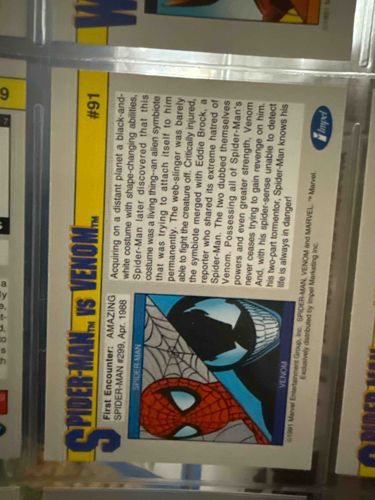 SPIDER-MAN™ VS VENOM™
#91
First Encounter: AMAZING
SPIDER-MAN #299, Apr. 1988
SPIDER-MAN
VENOM
Acquiring on a distant planet a black-and-
white costume with shape-changing abilities,
Spider-Man later discovered that this
costume was a living thing–an alien symbiote
that was trying to attach itself to him
permanently. The web-slinger was barely
able to fight the creature off. Critically injured,
the symbiote merged with Eddie Brock, a
reporter who shared its extreme hatred of
Spider-Man. The two dubbed themselves
Venom. Possessing all of Spider-Man's
powers and even greater strength, Venom
never ceases trying to gain revenge on him.
And, with his spider-sense unable to detect
his two-part tormentor, Spider-Man knows his
life is always in danger!
©1991 Marvel Entertainment Group, Inc. SPIDER-MAN, VENOM and MARVEL: ™ Marvel.
Exclusively distributed by Impel Marketing Inc.
impel